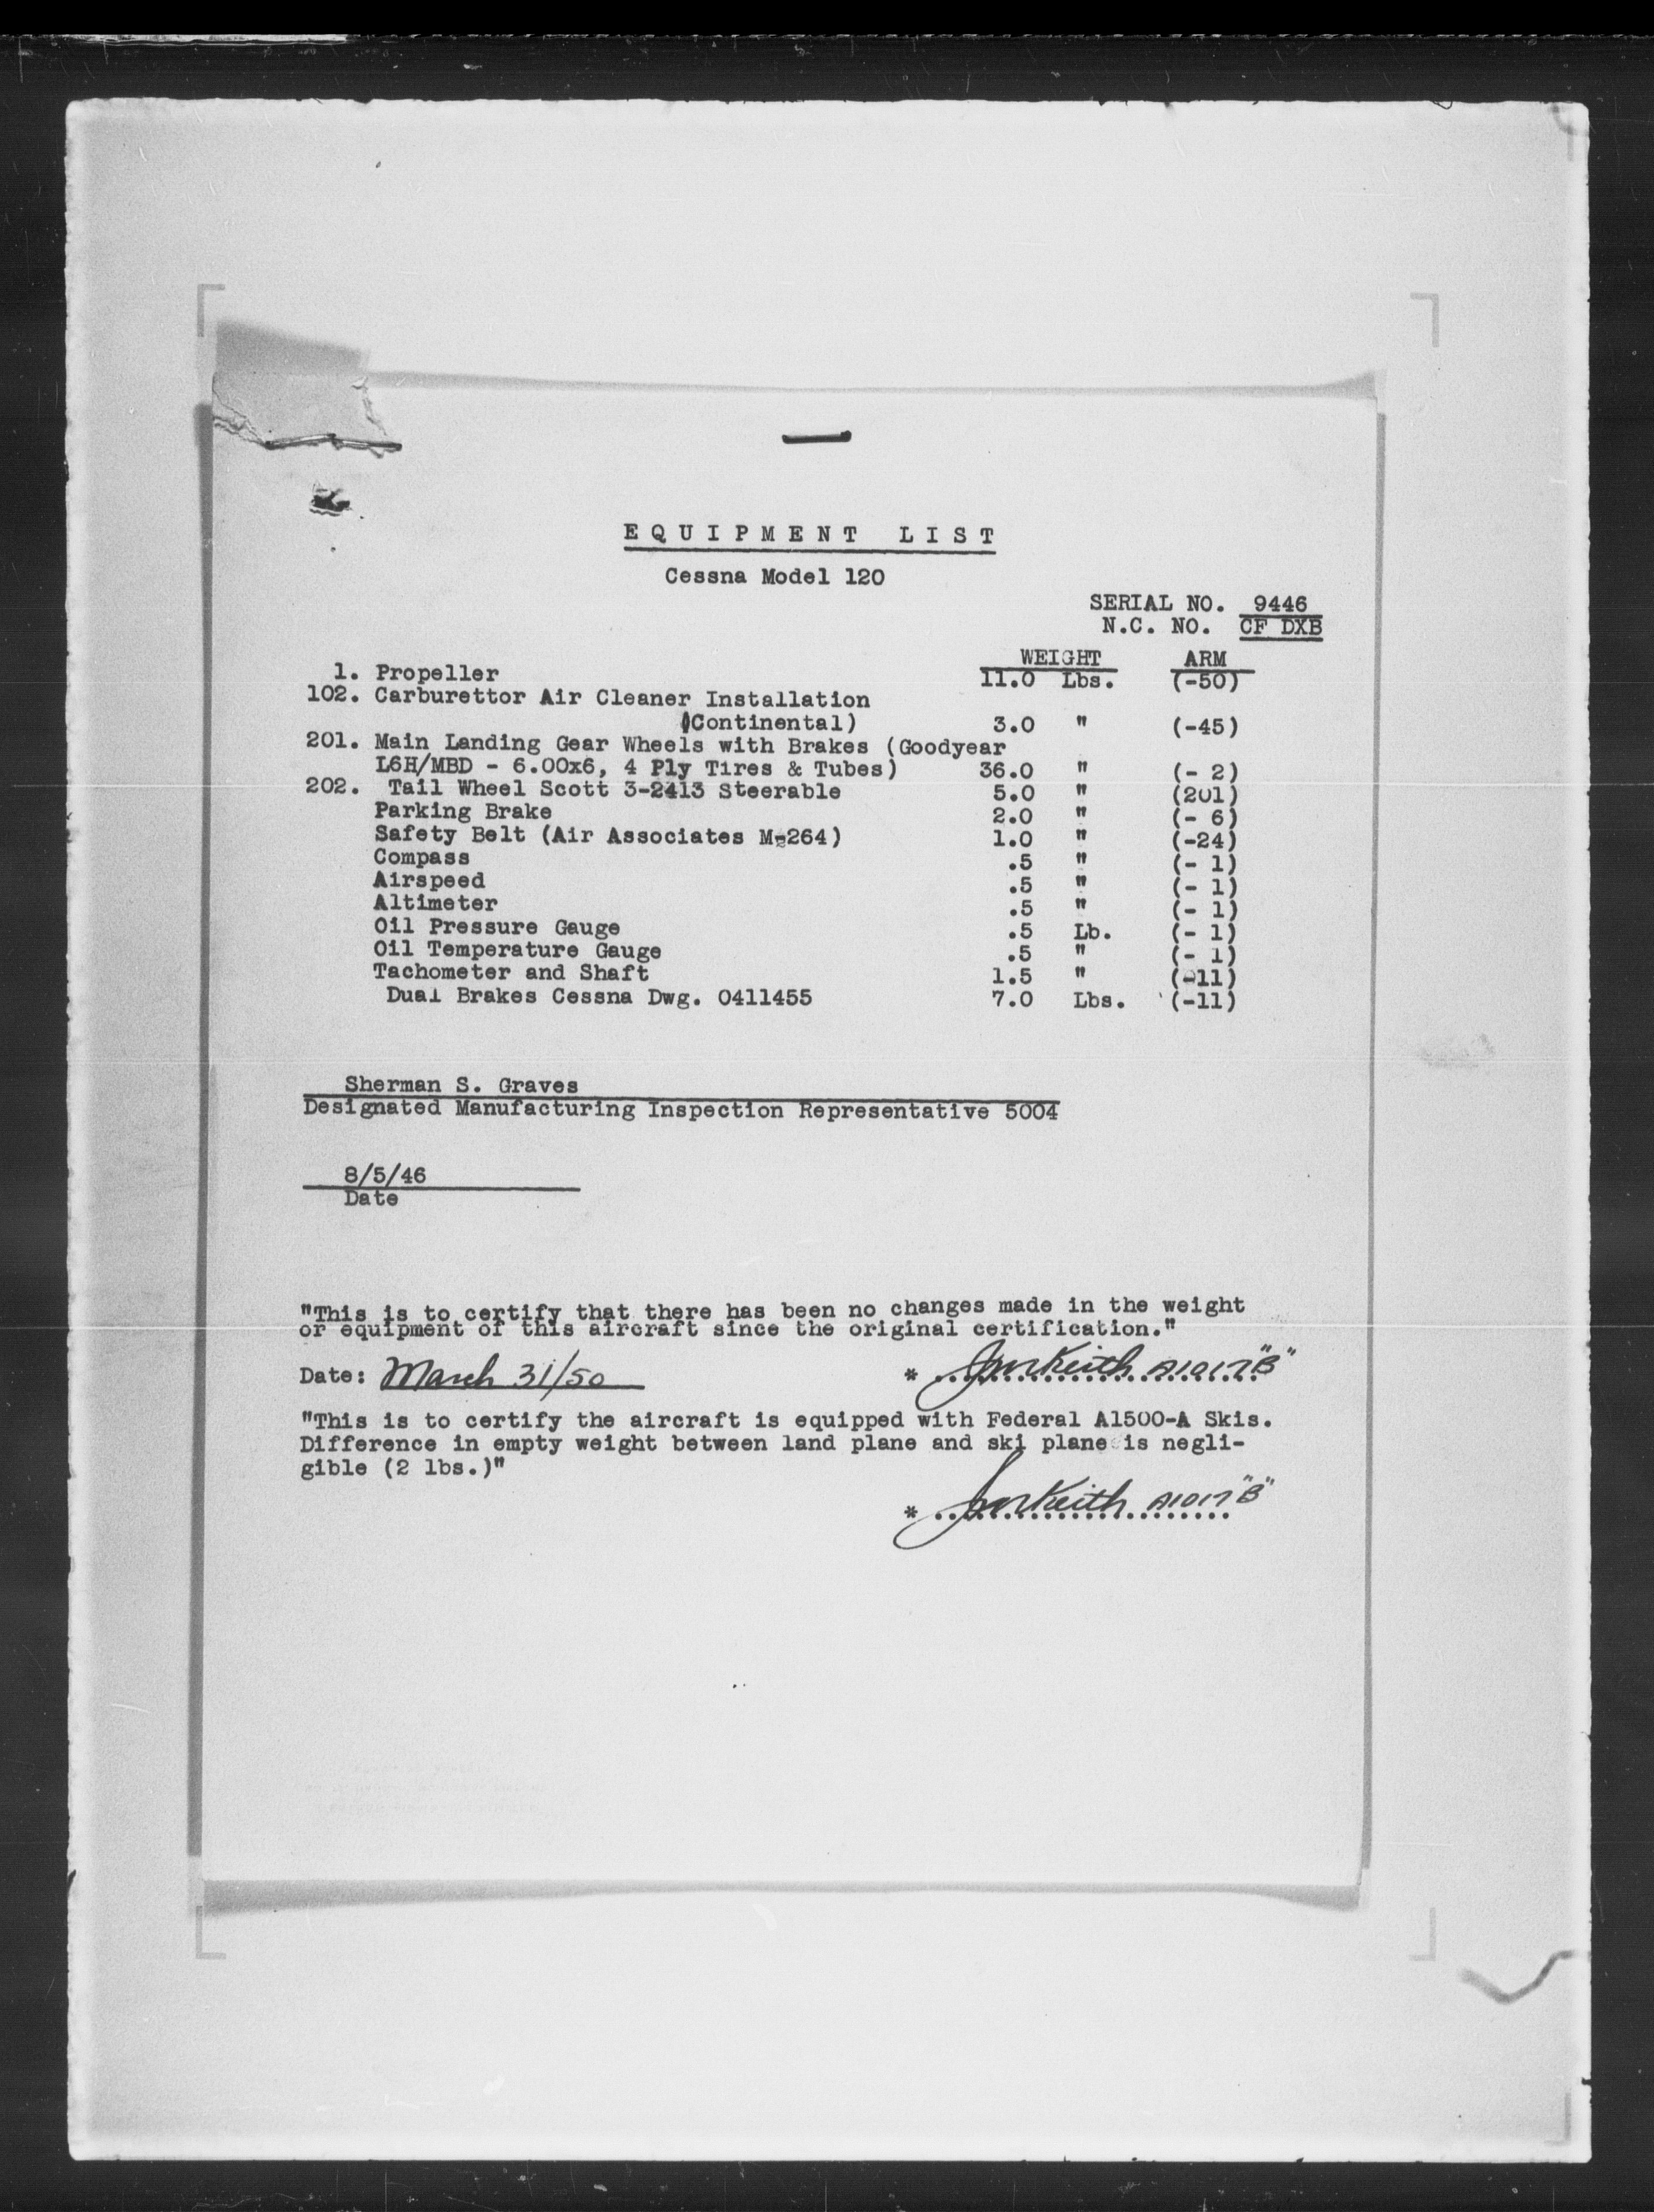 EQUIPMENT LIST
Cessna Model 120
SERIAL NO. 9446
N.C. NO. CF DXB
WEIGHT ARM
1. Propeller 11.0 Lbs. (-50)
102. Carburettor Air Cleaner Installation
(Continental) 3.0 " (-45)
201. Main Landing Gear Wheels with Brakes (Goodyear
L6H/MBD - 6.00x6, 4 Ply Tires & Tubes) 36.0 " (- 2)
202. Tail Wheel Scott 3-2413 Steerable 5.0 " (201)
Parking Brake 2.0 " (- 6)
Safety Belt (Air Associates M-264) 1.0 " (-24)
Compass .5 " (- 1)
Airspeed .5 " (- 1)
Altimeter .5 " (- 1)
Oil Pressure Gauge .5 Lb. (- 1)
Oil Temperature Gauge .5 " (- 1)
Tachometer and Shaft 1.5 " (-11)
Dual Brakes Cessna Dwg. 0411455 7.0 Lbs. (-11)
Sherman S. Graves
Designated Manufacturing Inspection Representative 5004
8/5/46
Date
"This is to certify that there has been no changes made in the weight
or equipment of this aircraft since the original certification."
Date: March 31/50 * Keith A1017"B"
"This is to certify the aircraft is equipped with Federal A1500-A Skis.
Difference in empty weight between land plane and ski plane is negli-
gible (2 lbs.)"
* Keith A1017"B"